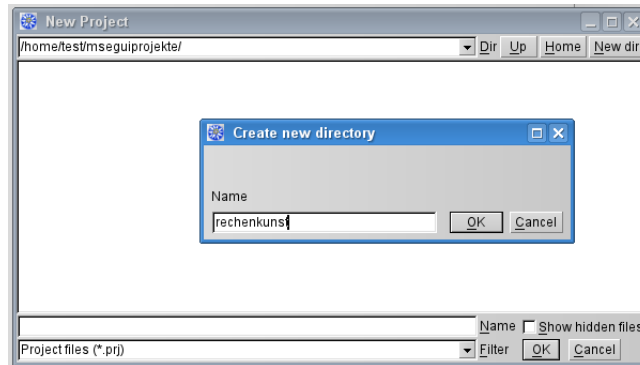 New Project
/home/test/mseguiprojekte/ Dir Up Home New dir
Create new directory
Name
rechenkunst OK Cancel
Name Show hidden files
Project files (*.prj) Filter OK Cancel